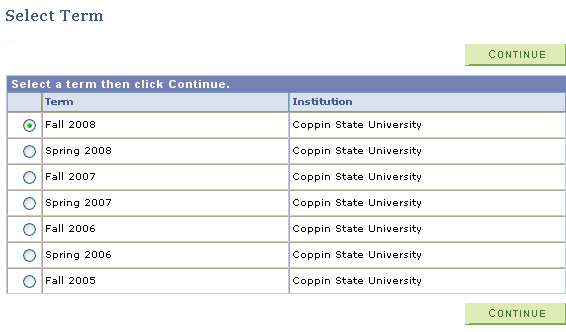 Select Term
CONTINUE
Select a term then click Continue.
Term Institution
Fall 2008 Coppin State University
Spring 2008 Coppin State University
Fall 2007 Coppin State University
Spring 2007 Coppin State University
Fall 2006 Coppin State University
Spring 2006 Coppin State University
Fall 2005 Coppin State University
CONTINUE